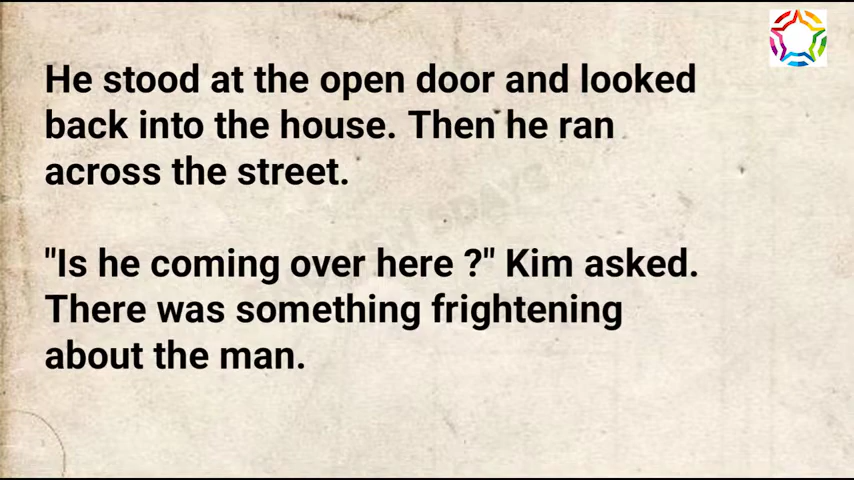 He stood at the open door and looked
back into the house. Then he ran
across the street.
"Is he coming over here ?" Kim asked.
There was something frightening
about the man.